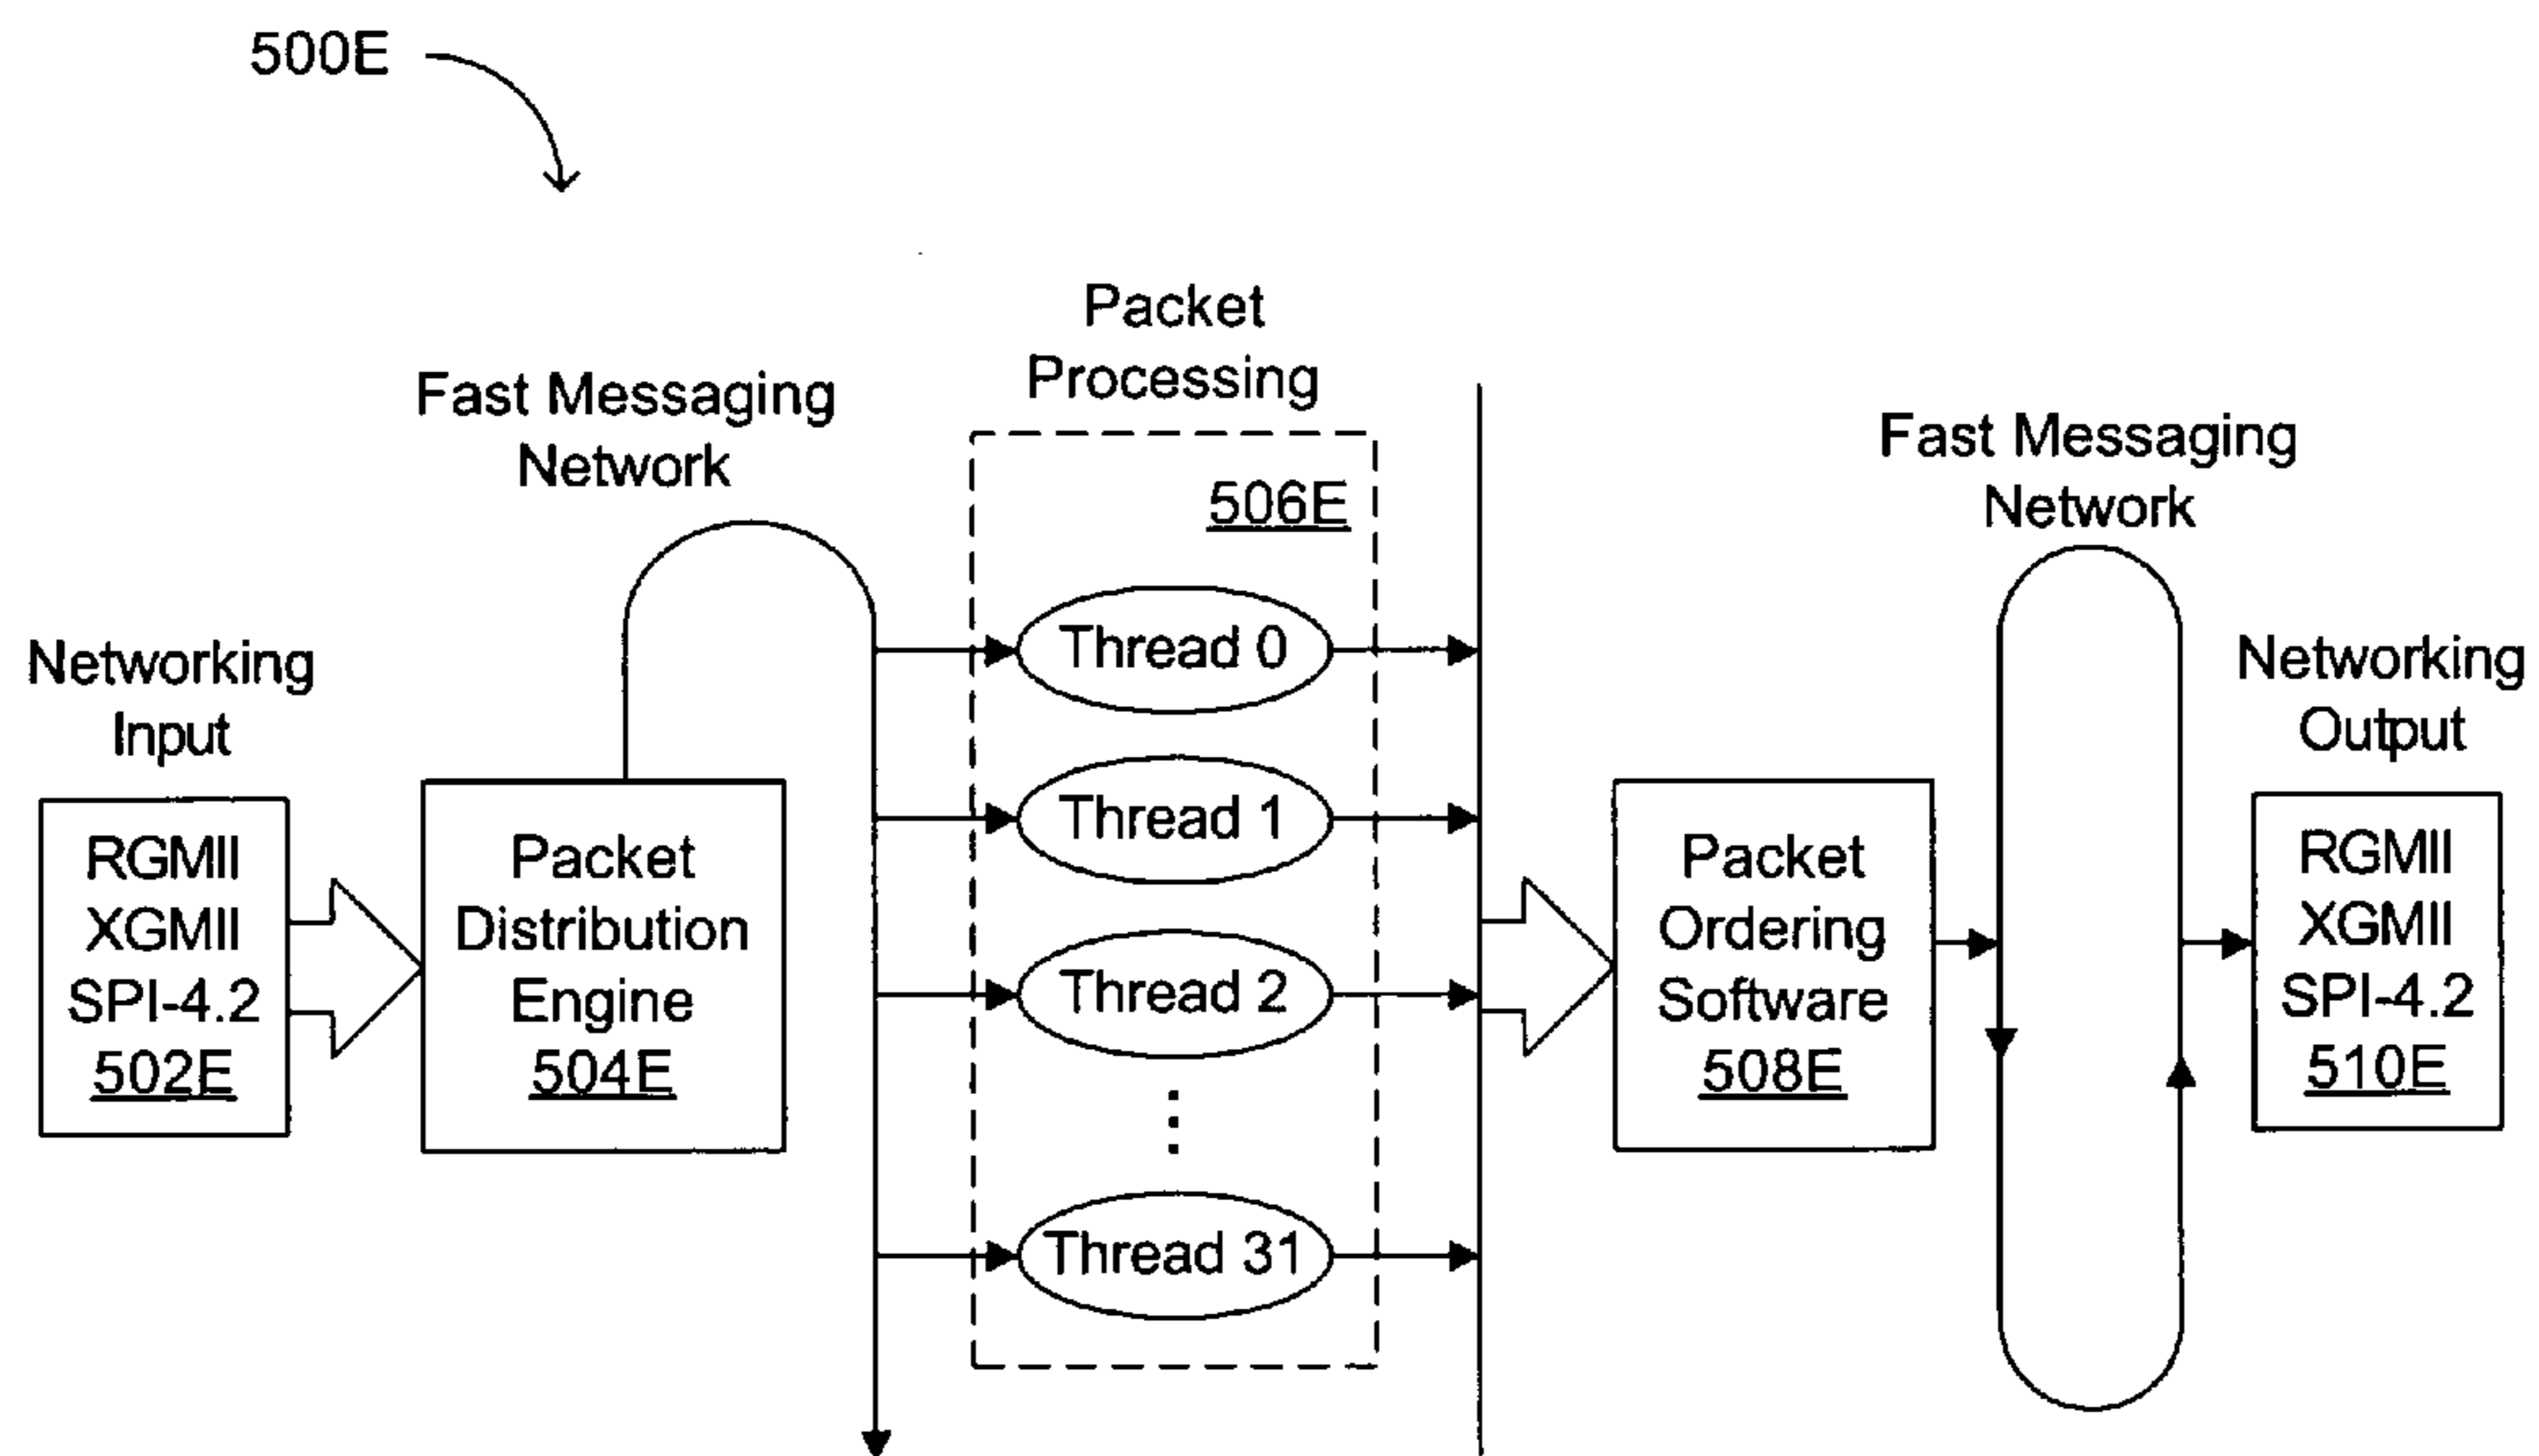 500E
Packet
Processing
Fast Messaging
Network
Fast Messaging
Network
506E
Networking
Input
Networking
Output
RGMII
XGMII
SPI-4.2
502E
Packet
Distribution
Engine
504E
Thread 0
Thread 1
Thread 2
Thread 31
Packet
Ordering
Software
508E
RGMII
XGMII
SPI-4.2
510E